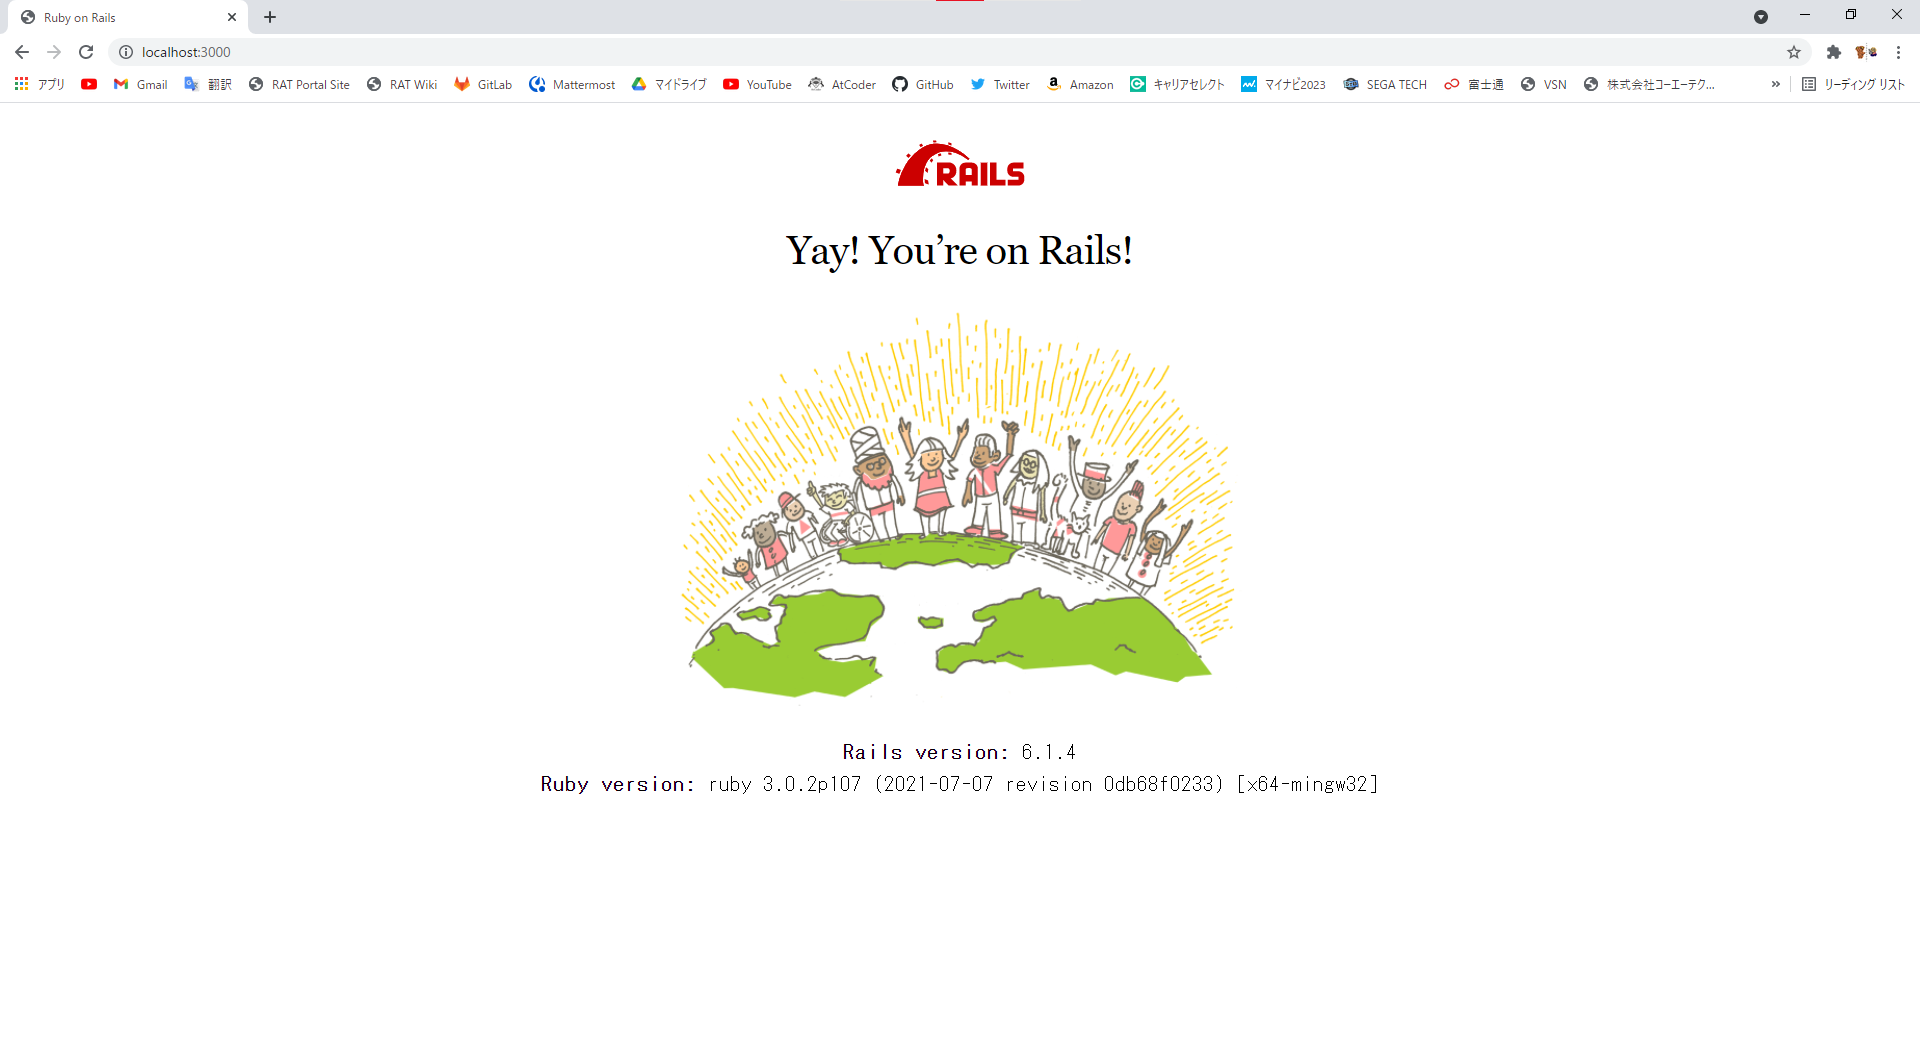 Ruby on Rails
localhost:3000
アプリ Gmail 翻訳 RAT Portal Site RAT Wiki GitLab Mattermost マイドライブ YouTube AtCoder GitHub Twitter Amazon キャリアセレクト マイナビ2023 SEGA TECH 富士通 VSN 株式会社コーエーテク... » リーディング リスト
RAILS
Yay! You’re on Rails!
Rails version: 6.1.4
Ruby version: ruby 3.0.2p107 (2021-07-07 revision 0db68f0233) [x64-mingw32]